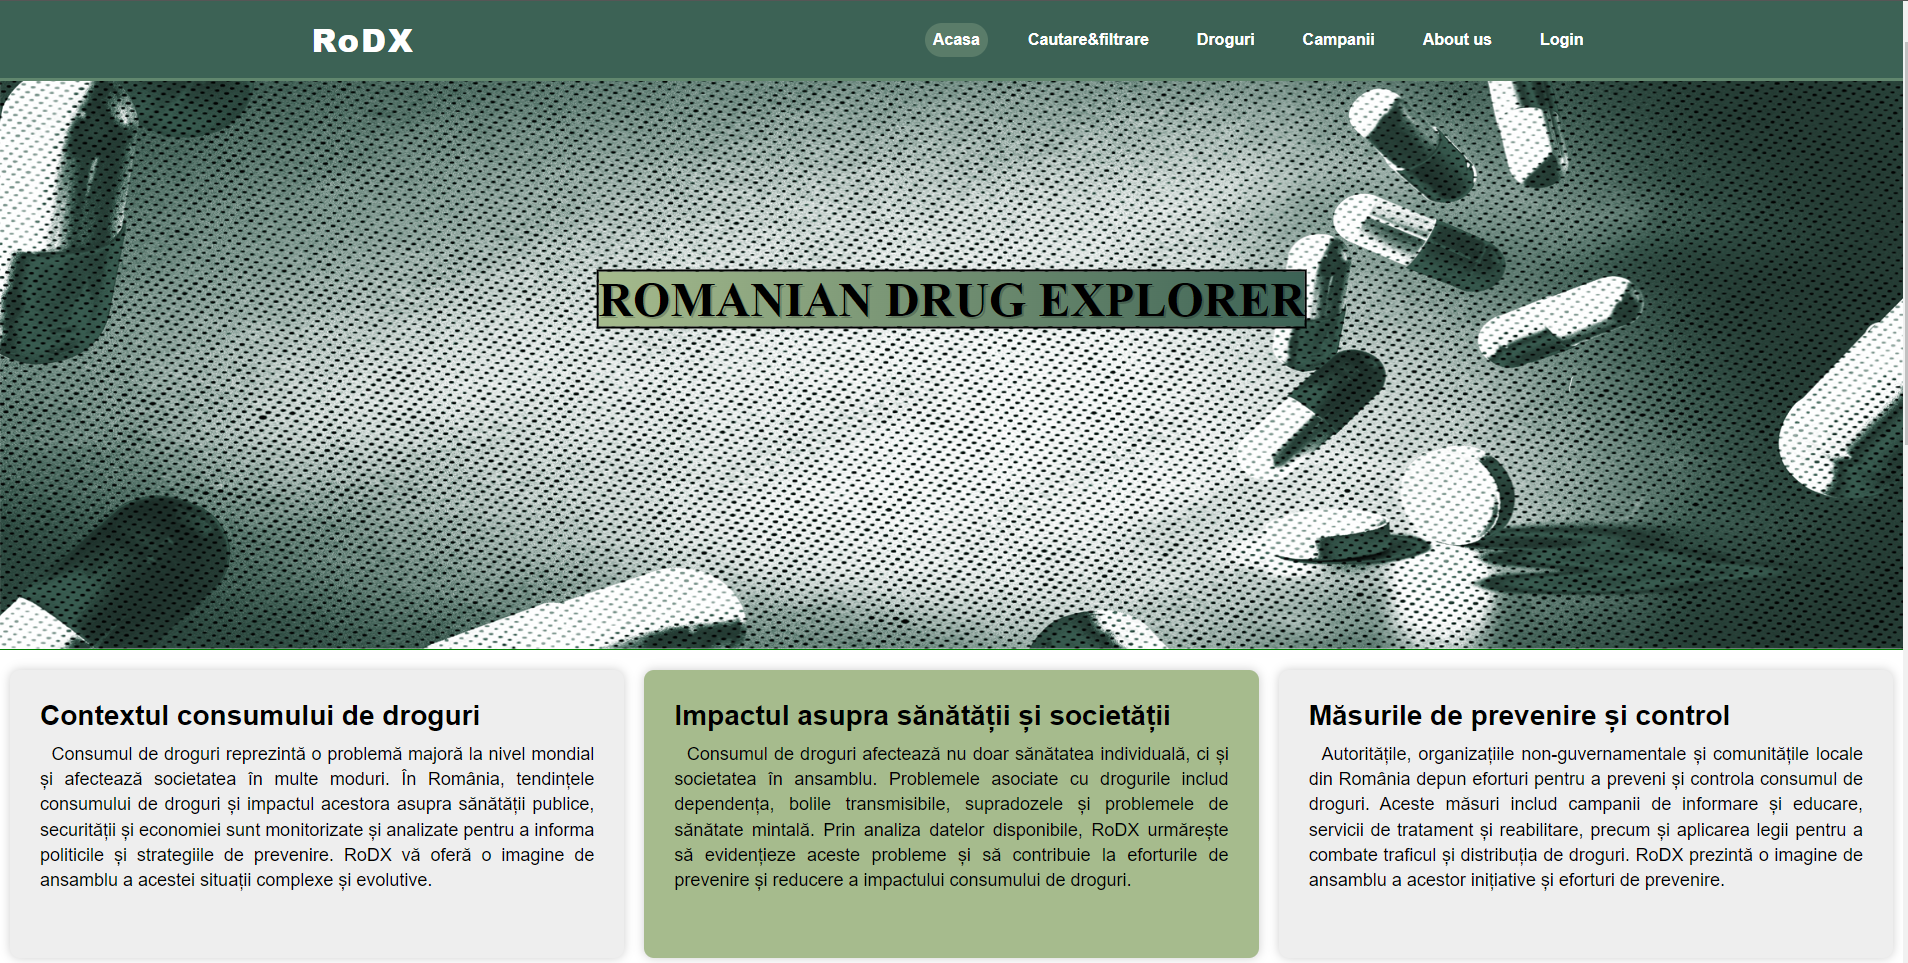 RoDX
Acasa
Cautare&filtrare
Droguri
Campanii
About us
Login
ROMANIAN DRUG EXPLORER
Contextul consumului de droguri
Consumul de droguri reprezintă o problemă majoră la nivel mondial
și afectează societatea în multe moduri. În România, tendințele
consumului de droguri și impactul acestora asupra sănătății publice,
securității și economiei sunt monitorizate și analizate pentru a informa
politicile și strategiile de prevenire. RoDX vă oferă o imagine de
ansamblu a acestei situații complexe și evolutive.
Impactul asupra sănătății și societății
Consumul de droguri afectează nu doar sănătatea individuală, ci și
societatea în ansamblu. Problemele asociate cu drogurile includ
dependența, bolile transmisibile, supradozele și problemele de
sănătate mintală. Prin analiza datelor disponibile, RoDX urmărește
să evidențieze aceste probleme și să contribuie la eforturile de
prevenire și reducere a impactului consumului de droguri.
Măsurile de prevenire și control
Autoritățile, organizațiile non-guvernamentale și comunitățile locale
din România depun eforturi pentru a preveni și controla consumul de
droguri. Aceste măsuri includ campanii de informare și educare,
servicii de tratament și reabilitare, precum și aplicarea legii pentru a
combate traficul și distribuția de droguri. RoDX prezintă o imagine de
ansamblu a acestor inițiative și eforturi de prevenire.